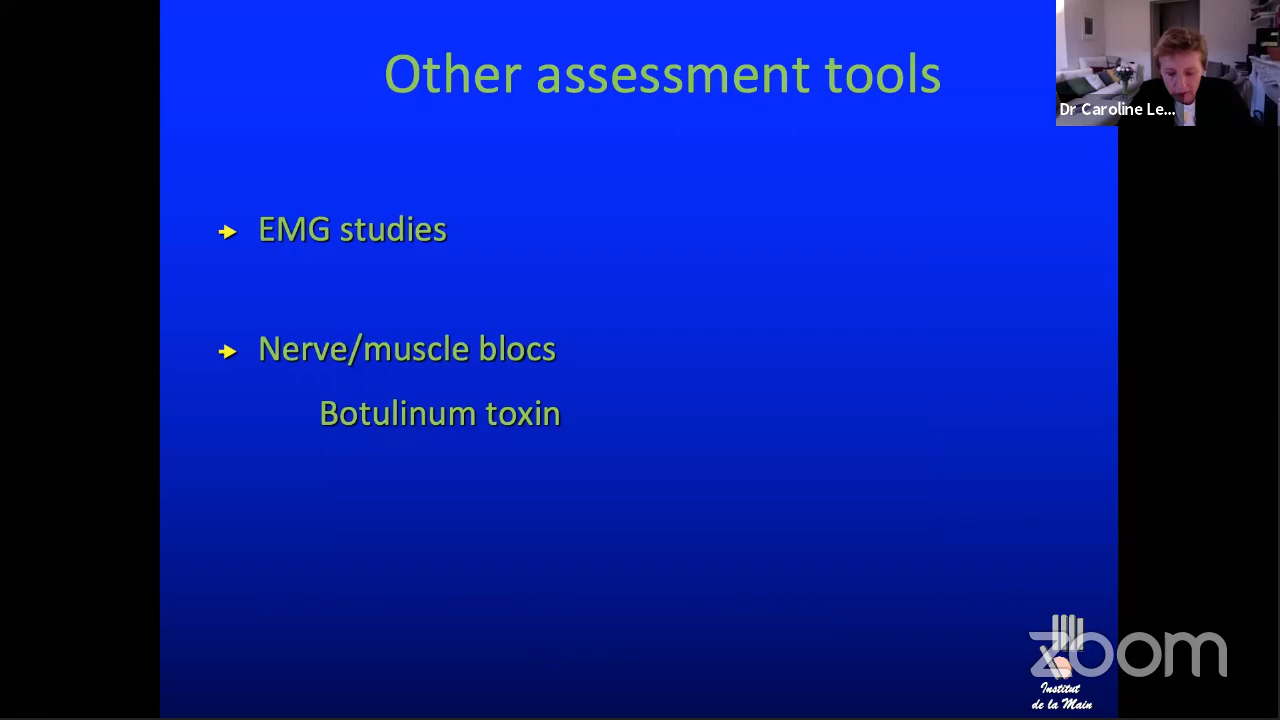 Other assessment tools
Dr Caroline Le...
EMG studies
Nerve/muscle blocs
Botulinum toxin
zoom
Institut
de la Main